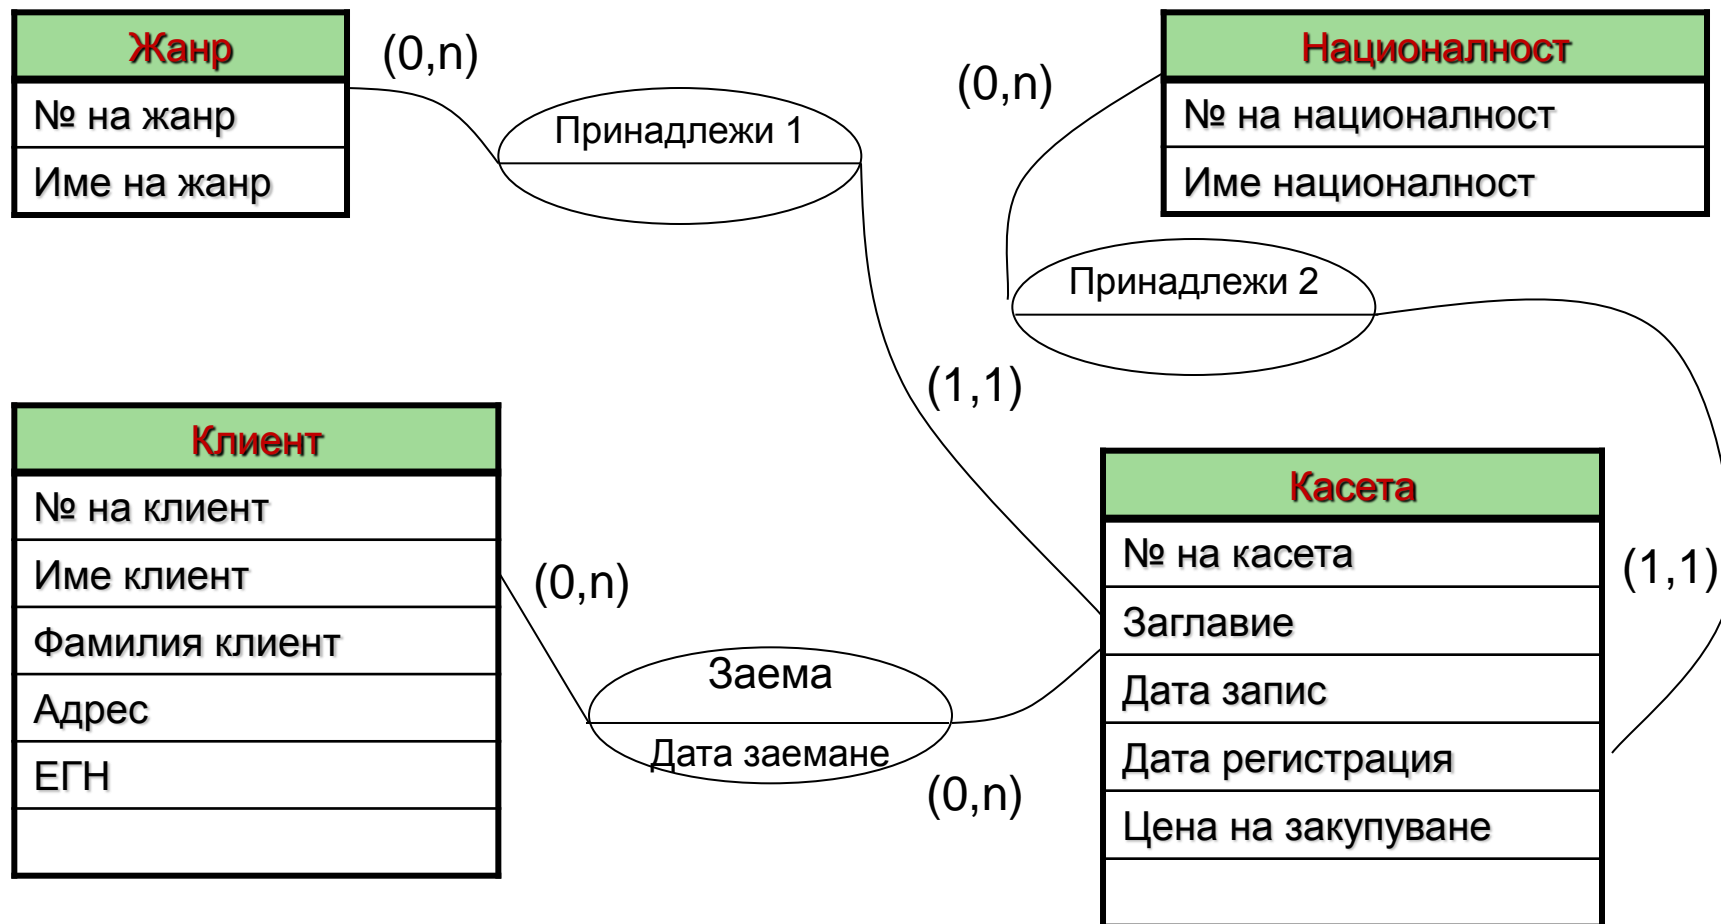 Жанр
№ на жанр
Име на жанр
(0,n)
Принадлежи 1
(0,n)
Националност
№ на националност
Име националност
Принадлежи 2
(1,1)
Клиент
№ на клиент
Име клиент
Фамилия клиент
Адрес
ЕГН
(0,n)
Заема
Дата заемане
(0,n)
Касета
№ на касета
Заглавие
Дата запис
Дата регистрация
Цена на закупуване
(1,1)